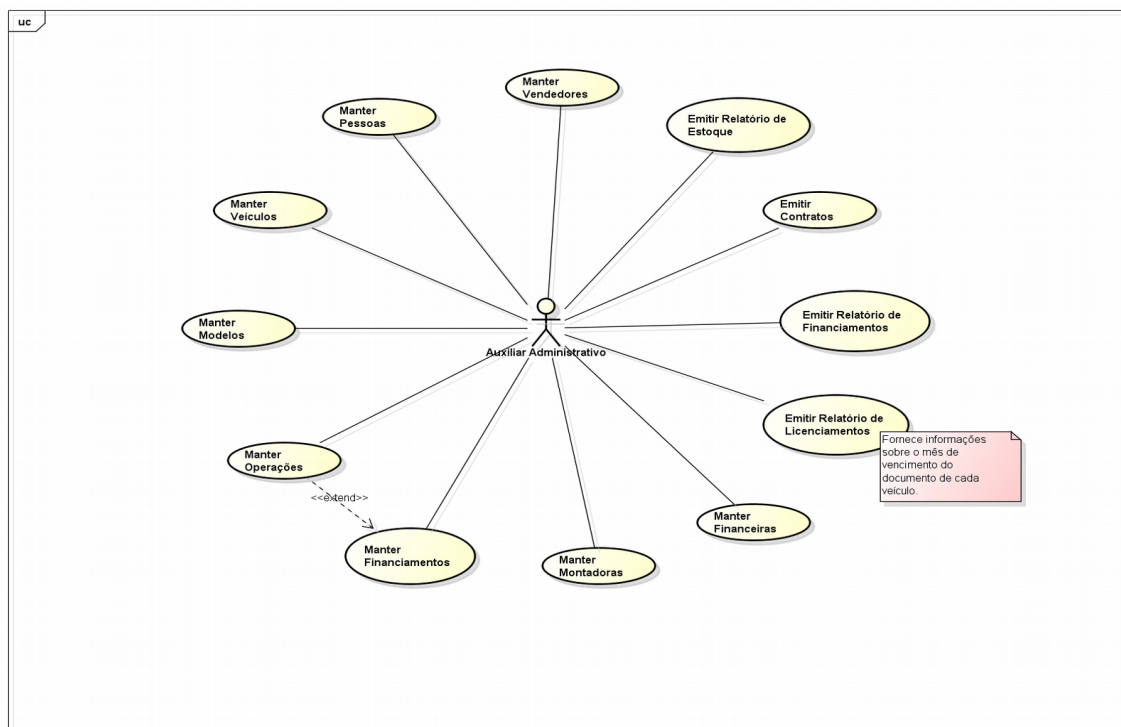 uc
Manter
Vendedores
Manter
Pessoas
Emitir Relatório de
Estoque
Manter
Veículos
Emitir
Contratos
Manter
Modelos
Emitir Relatório de
Financiamentos
Auxiliar Administrativo
Emitir Relatório de
Licenciamentos
Fornece informações
sobre o mês de
vencimento do
documento de cada
veículo.
Manter
Operações
<<extend>>
Manter
Financeiras
Manter
Financiamentos
Manter
Montadoras